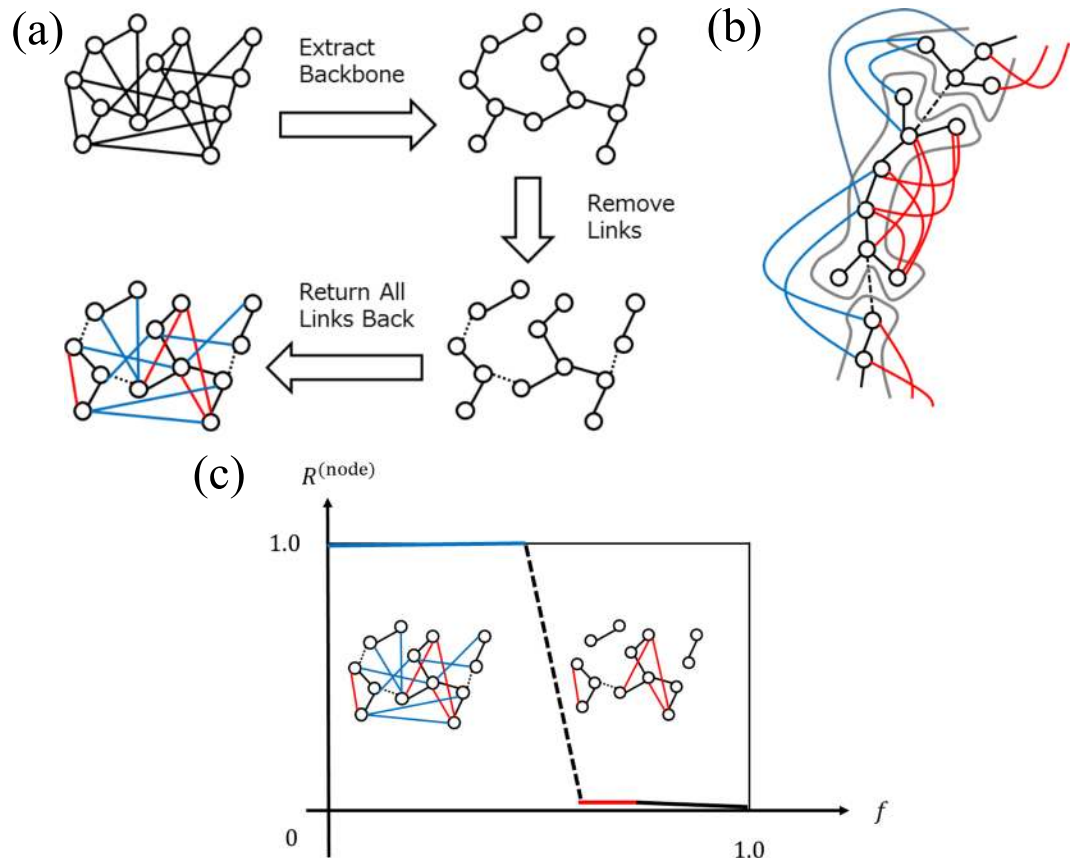 (a)
Extract
Backbone
(b)
Remove
Links
Return All
Links Back
(c)
R^(node)
1.0
0
1.0
f